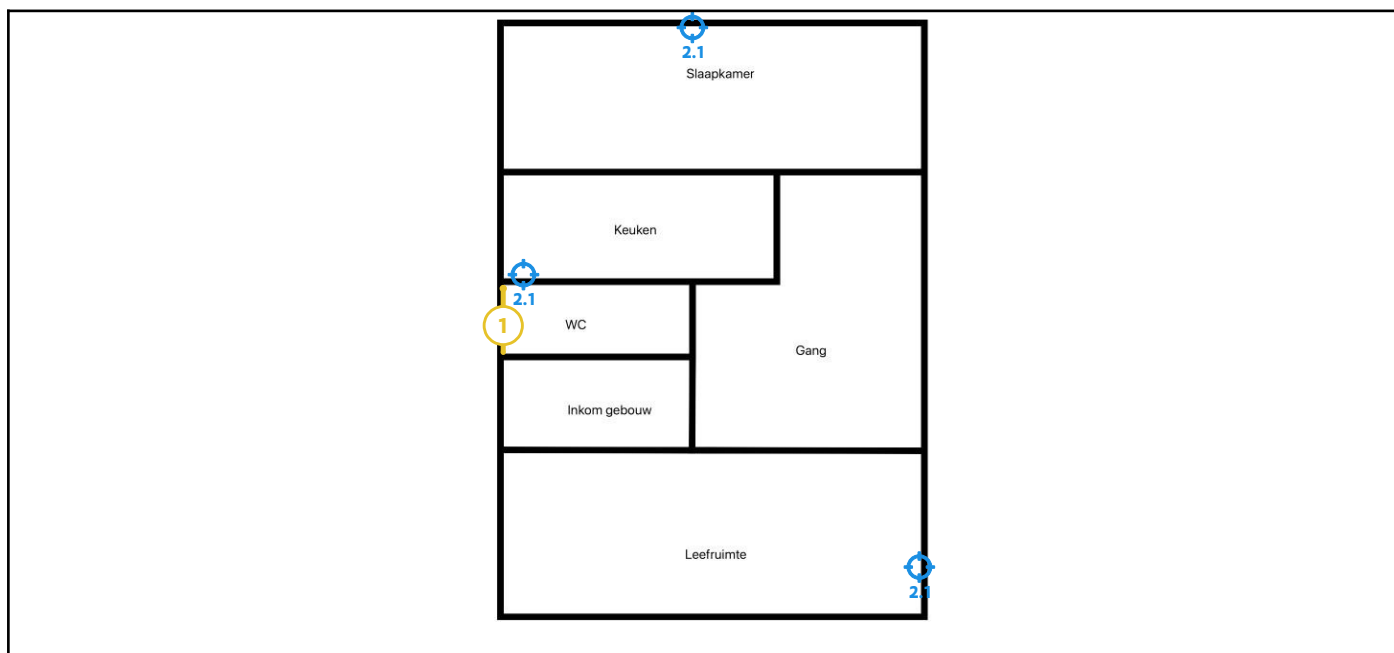 2.1
Slaapkamer
Keuken
2.1
1
WC
Gang
Inkom gebouw
Leefruimte
2.1